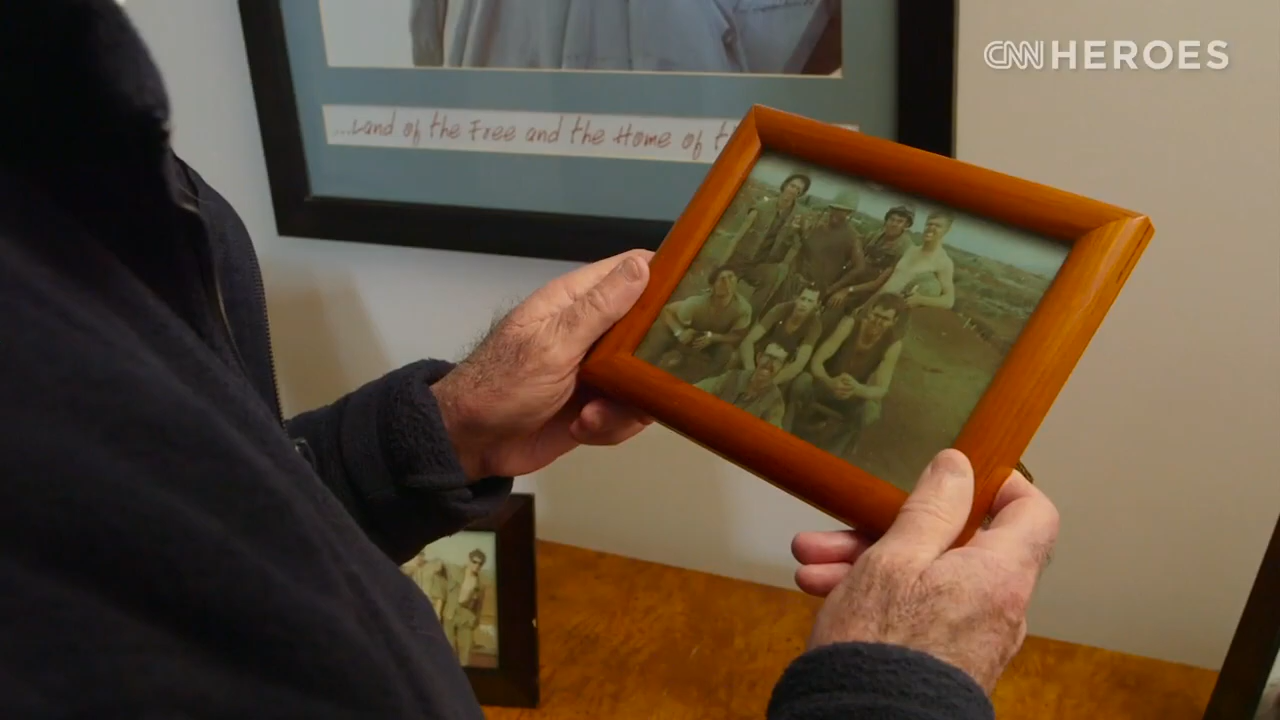 CNN HEROES
...Land of the Free and the Home of